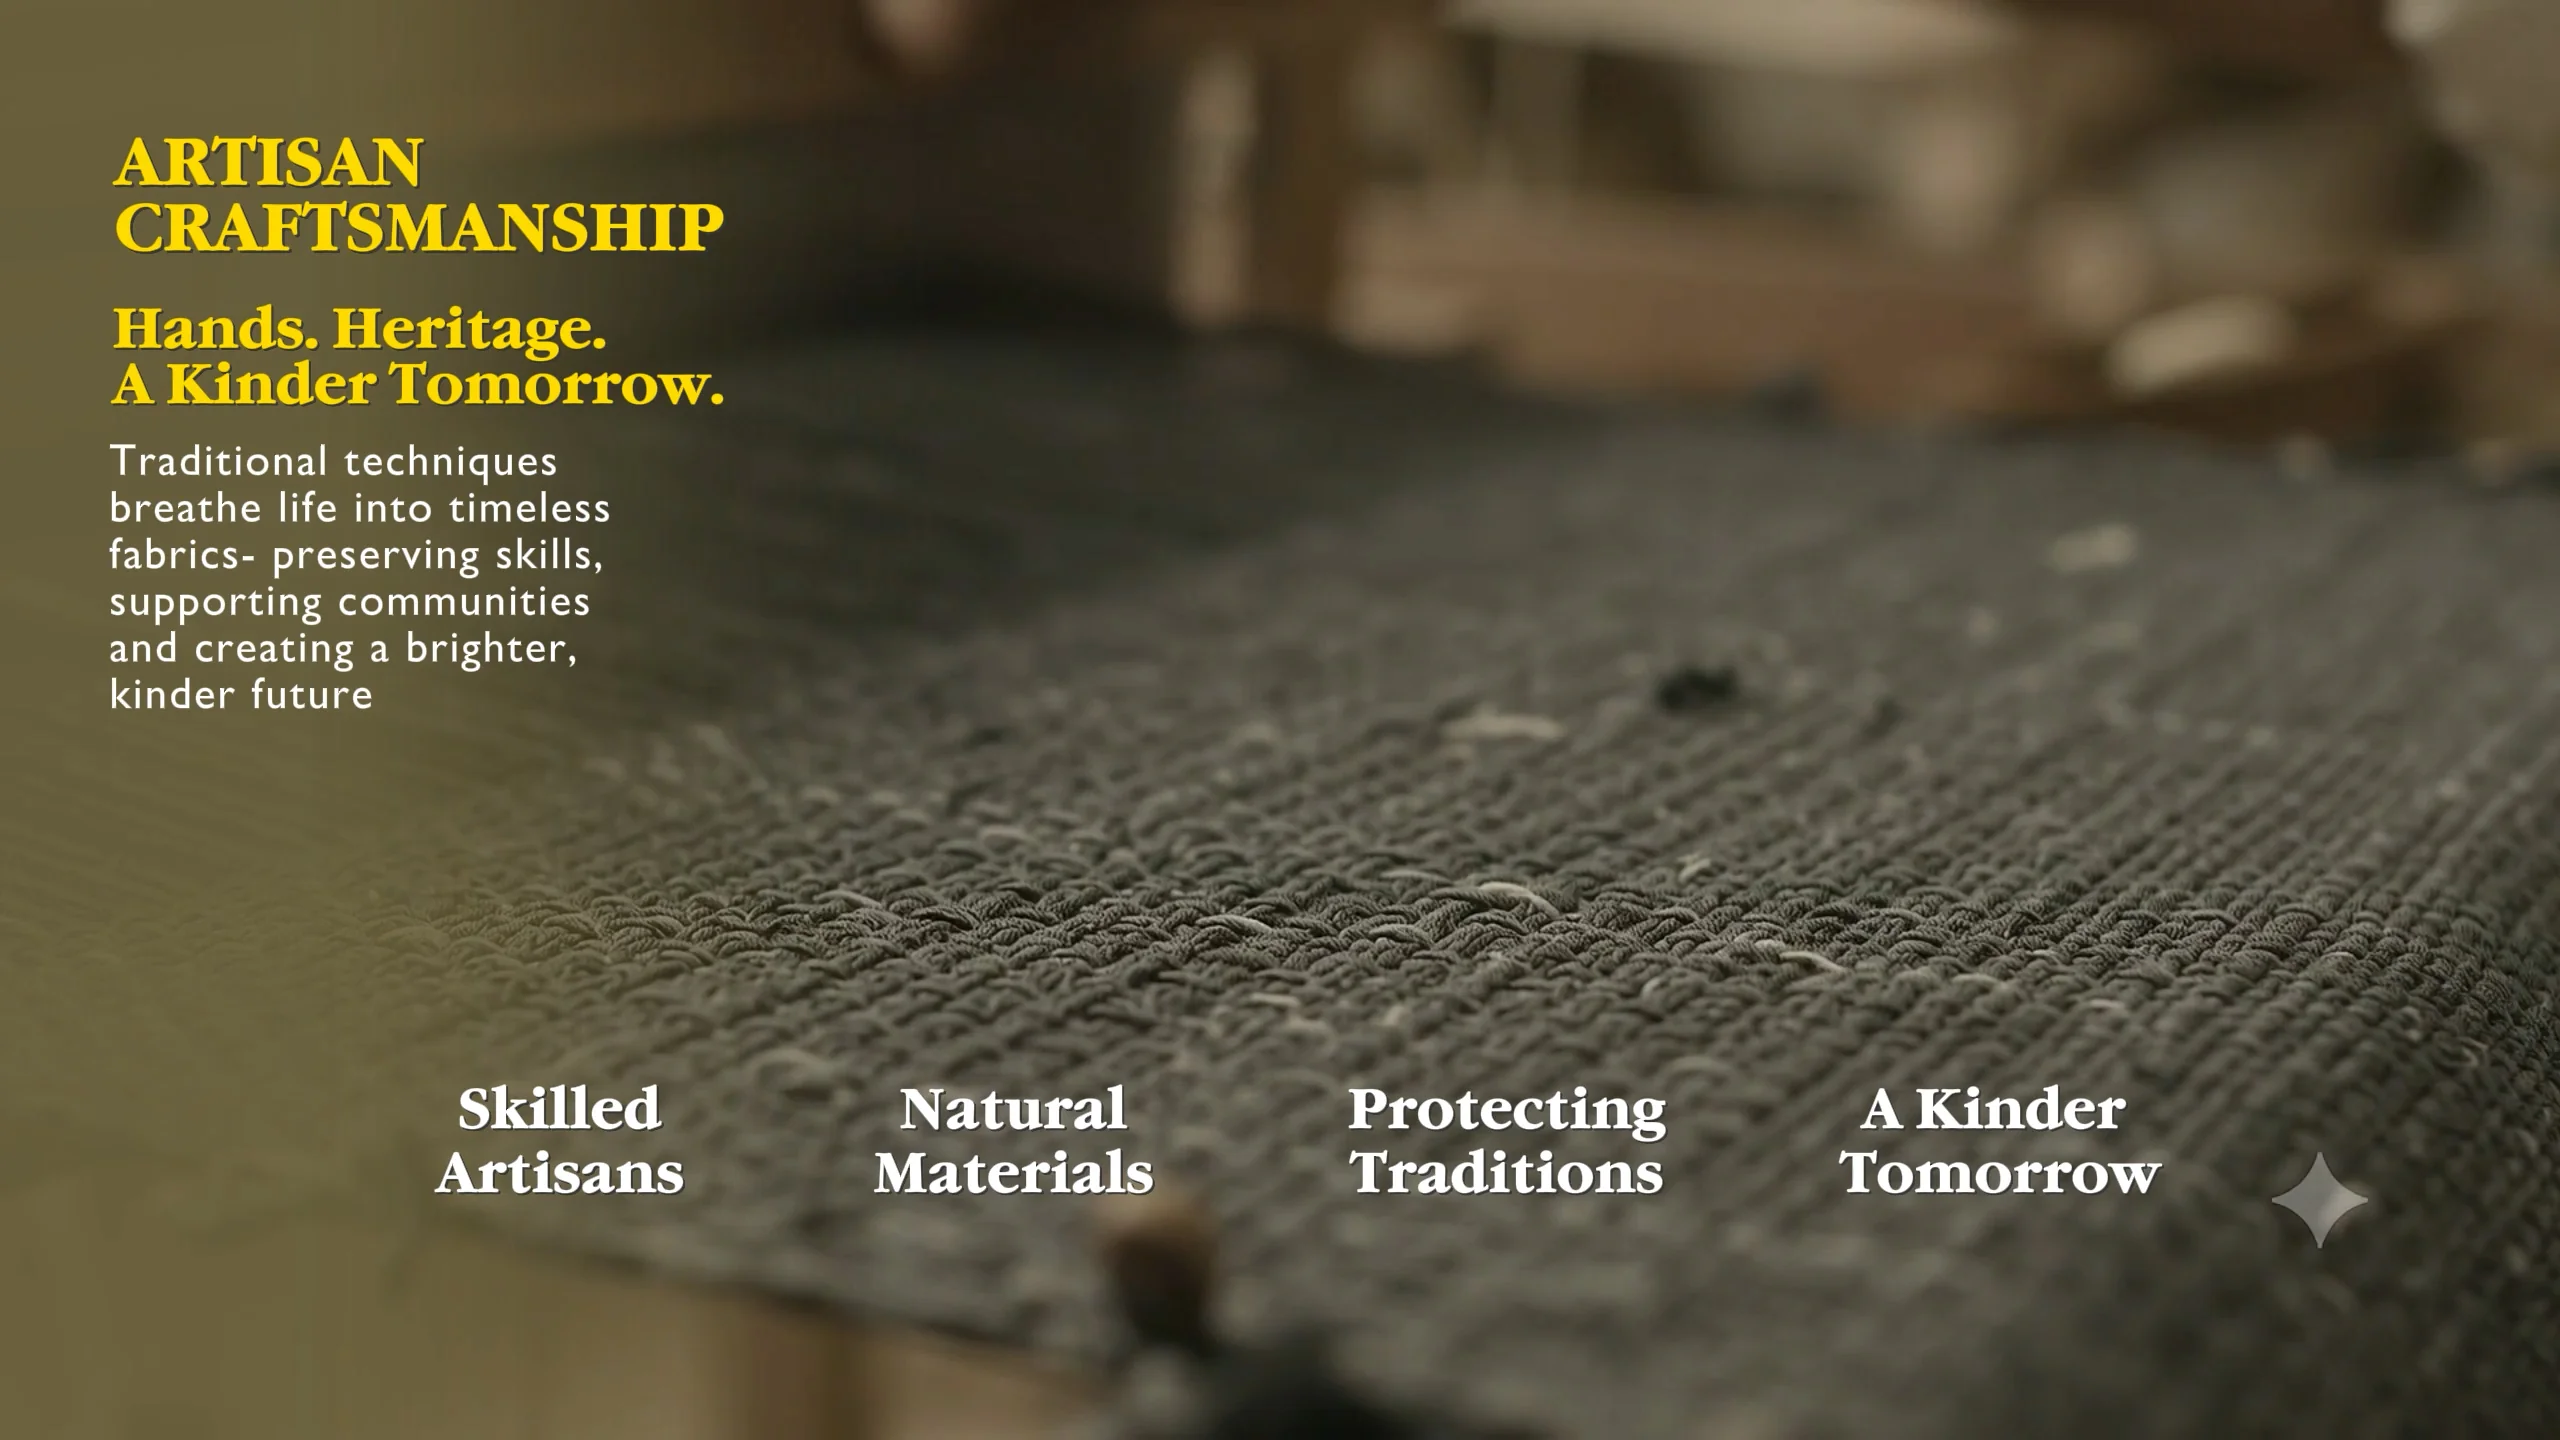 ARTISAN
CRAFTSMANSHIP
Hands. Heritage.
A Kinder Tomorrow.
Traditional techniques
breathe life into timeless
fabrics- preserving skills,
supporting communities
and creating a brighter,
kinder future
Skilled
Artisans
Natural
Materials
Protecting
Traditions
A Kinder
Tomorrow